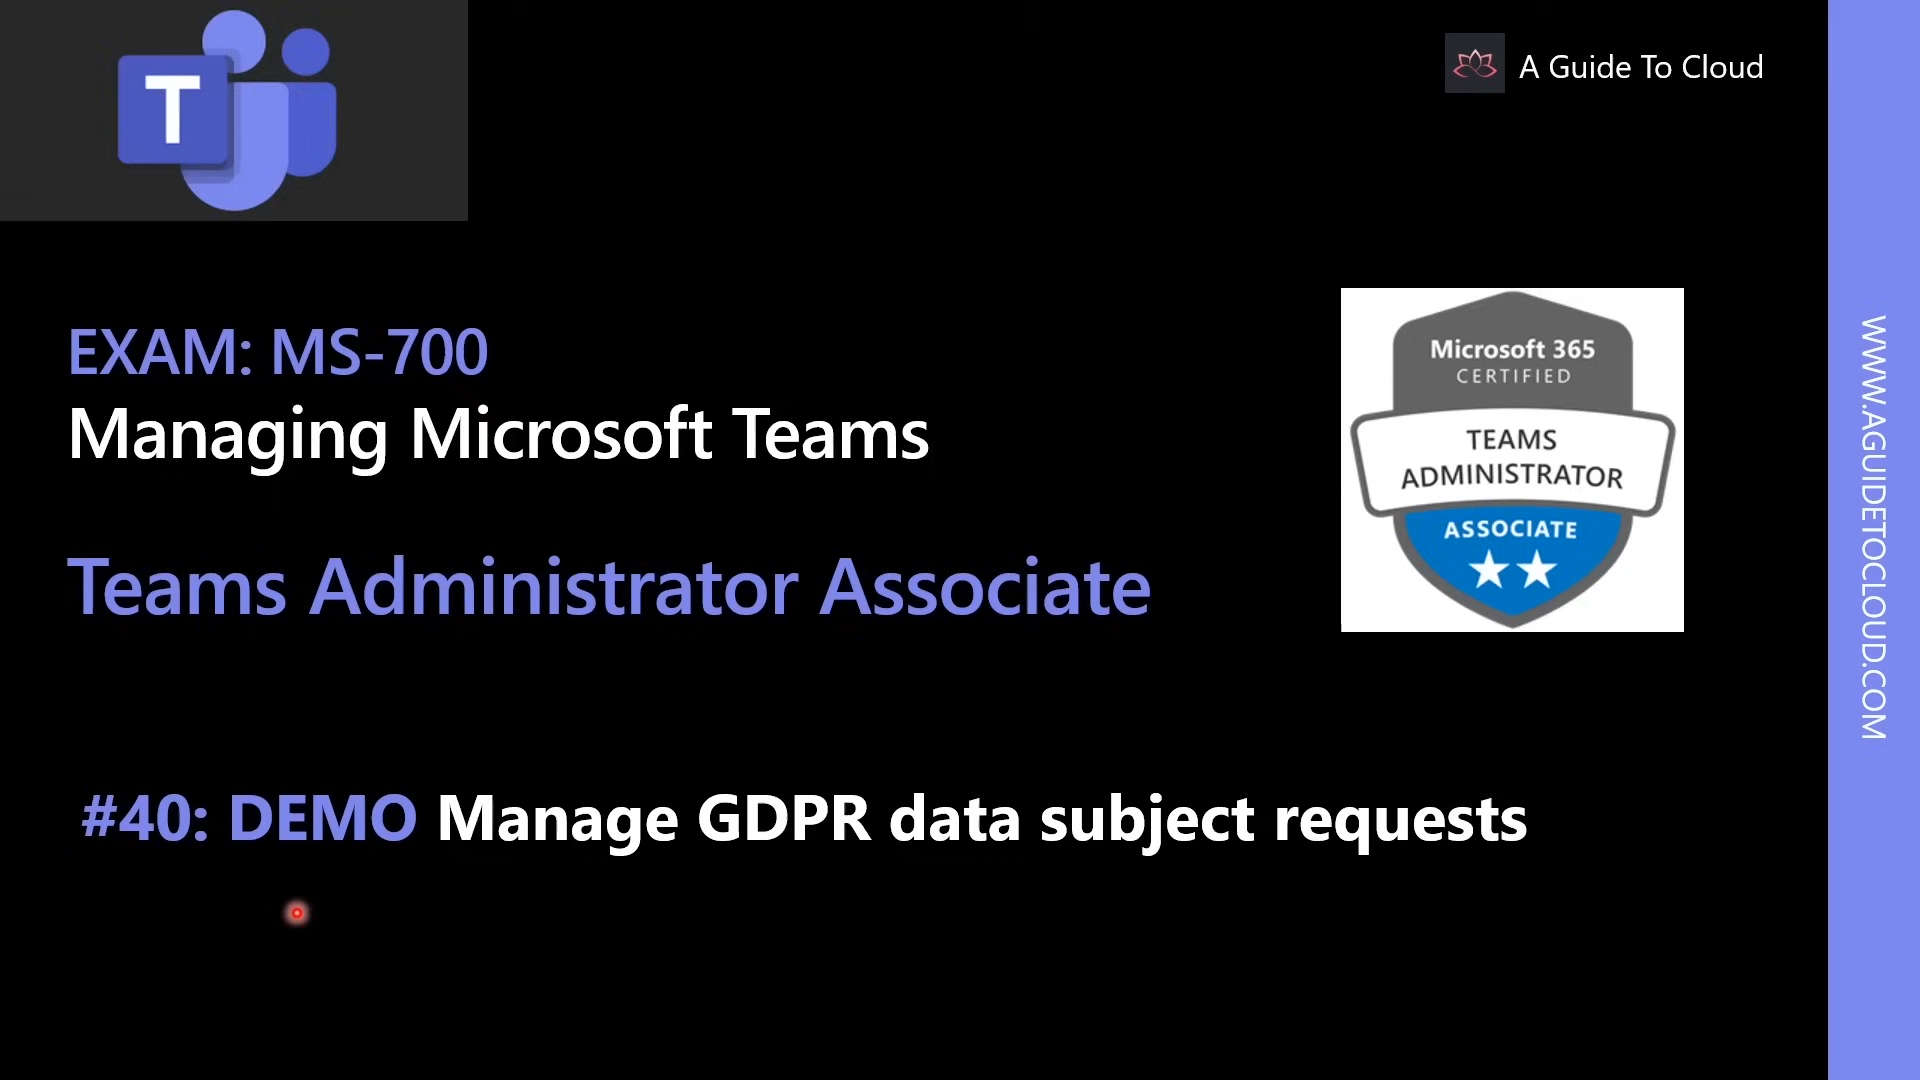 T
A Guide To Cloud
EXAM: MS-700
Managing Microsoft Teams
Teams Administrator Associate
Microsoft 365
CERTIFIED
TEAMS
ADMINISTRATOR
ASSOCIATE
#40: DEMO Manage GDPR data subject requests
WWW.AGUIDETOCLOUD.COM